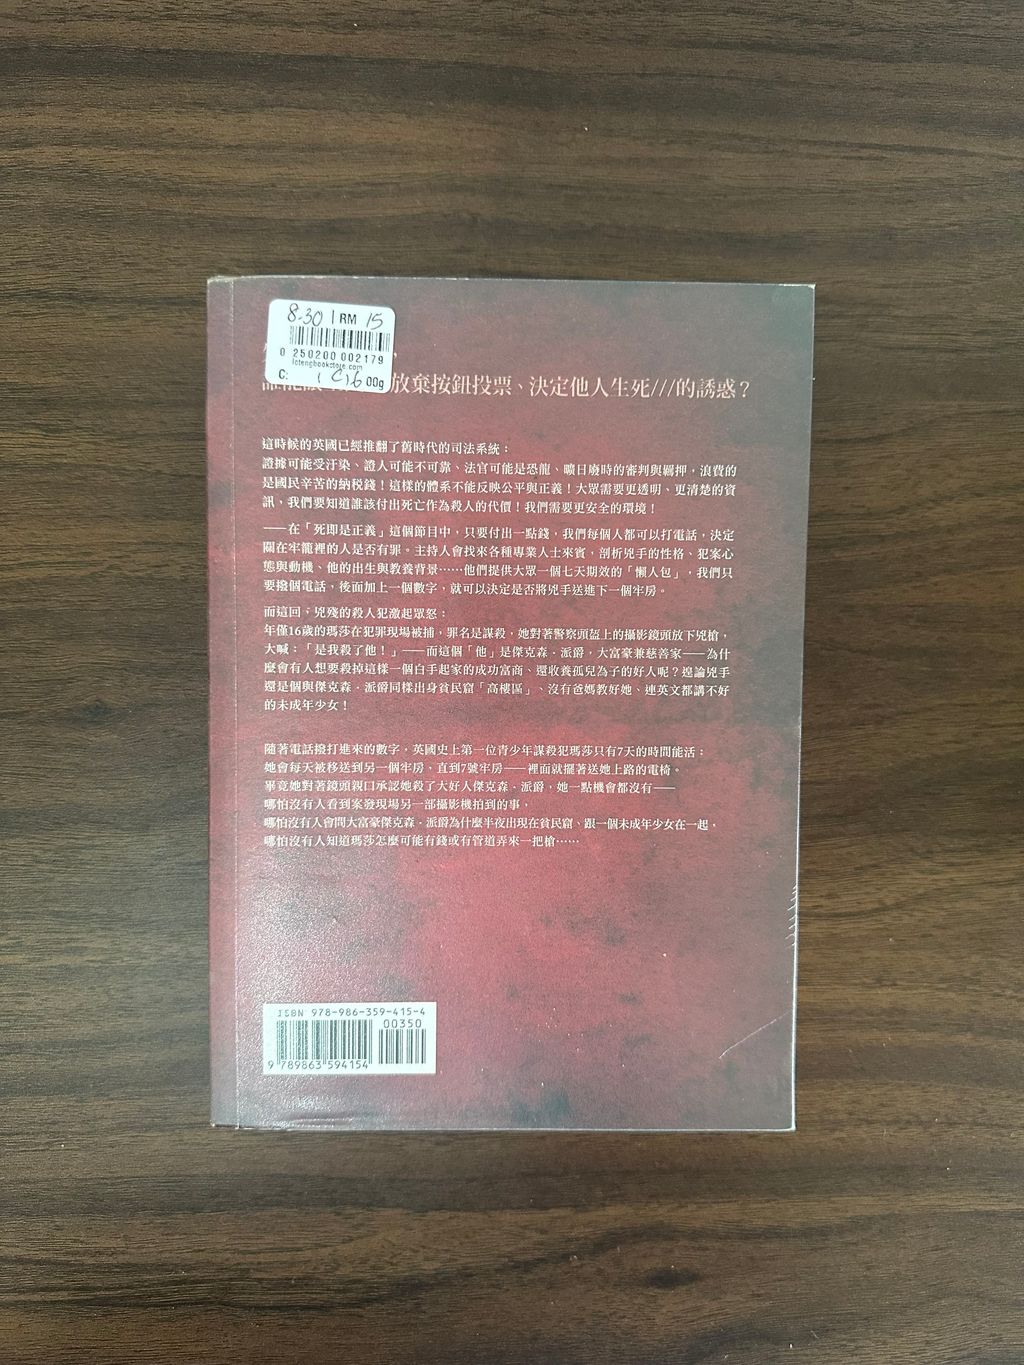 8.30 | RM 15
0 250200 002179
lotengbookstore.com
C: 00g
放棄按鈕投票、決定他人生死///的誘惑？
這時候的英國已經推翻了舊時代的司法系統：
證據可能受汙染、證人可能不可靠、法官可能是恐龍、曠日廢時的審判與羈押，浪費的
是國民辛苦的納稅錢！這樣的體系不能反映公平與正義！大眾需要更透明、更清楚的資
訊，我們要知道誰該付出死亡作為殺人的代價！我們需要更安全的環境！
——在「死即是正義」這個節目中，只要付出一點錢，我們每個人都可以打電話，決定
關在牢籠裡的人是否有罪。主持人會找來各種專業人士來賓，剖析兇手的性格、犯案心
態與動機、他的出生與教養背景……他們提供大眾一個七天期效的「懶人包」，我們只
要撥個電話，後面加上一個數字，就可以決定是否將兇手送進下一個牢房。
而這回，兇殘的殺人犯激起眾怒：
年僅16歲的瑪莎在犯罪現場被捕，罪名是謀殺，她對著警察頭盔上的攝影鏡頭放下兇槍，
大喊：「是我殺了他！」——而這個「他」是傑克森．派爵，大富豪兼慈善家——為什
麼會有人想要殺掉這樣一個白手起家的成功富商、還收養孤兒為子的好人呢？遑論兇手
還是個與傑克森．派爵同樣出身貧民窟「高樓區」、沒有爸媽教好她、連英文都講不好
的未成年少女！
隨著電話撥打進來的數字，英國史上第一位青少年謀殺犯瑪莎只有7天的時間能活：
她會每天被移送到另一個牢房、直到7號牢房——裡面就擺著送她上路的電椅。
畢竟她對著鏡頭親口承認她殺了大好人傑克森．派爵，她一點機會都沒有——
哪怕沒有人看到案發現場另一部攝影機拍到的事，
哪怕沒有人會問大富豪傑克森．派爵為什麼半夜出現在貧民窟、跟一個未成年少女在一起，
哪怕沒有人知道瑪莎怎麼可能有錢或有管道弄來一把槍……
ISBN 978-986-359-415-4
00350
9 789863 594154